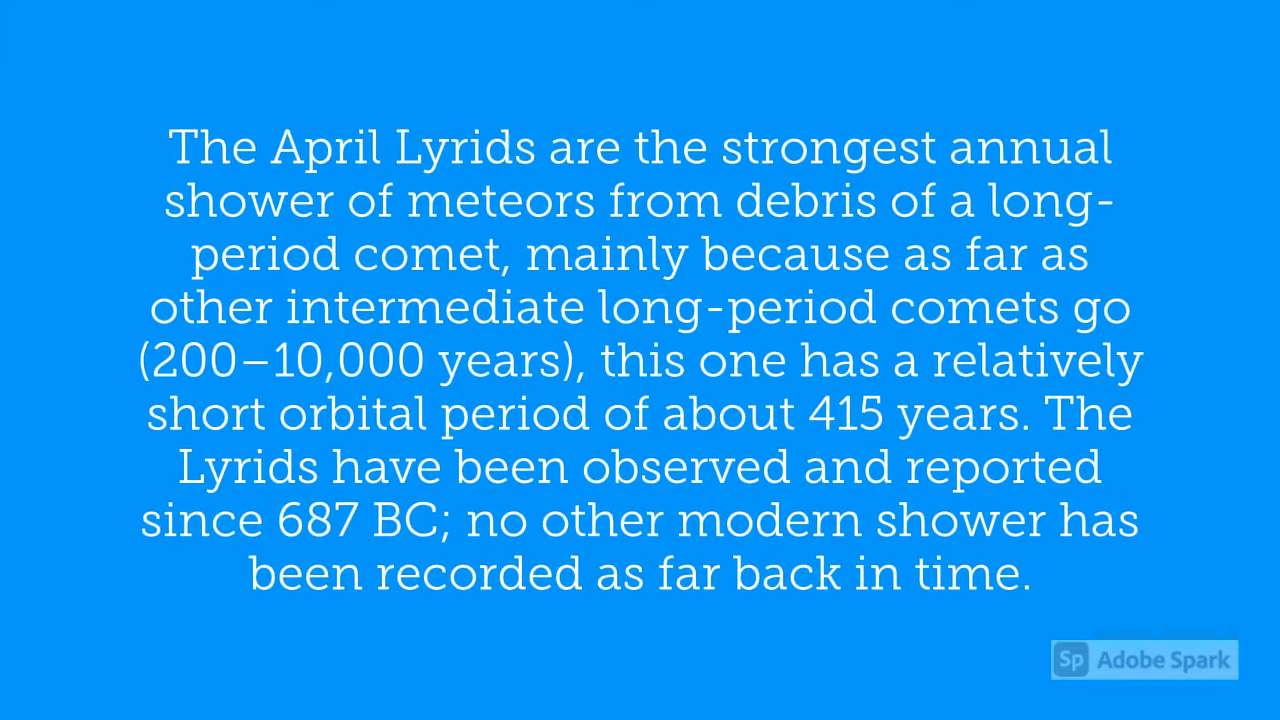 The April Lyrids are the strongest annual
shower of meteors from debris of a long-
period comet, mainly because as far as
other intermediate long-period comets go
(200–10,000 years), this one has a relatively
short orbital period of about 415 years. The
Lyrids have been observed and reported
since 687 BC; no other modern shower has
been recorded as far back in time.
Sp Adobe Spark